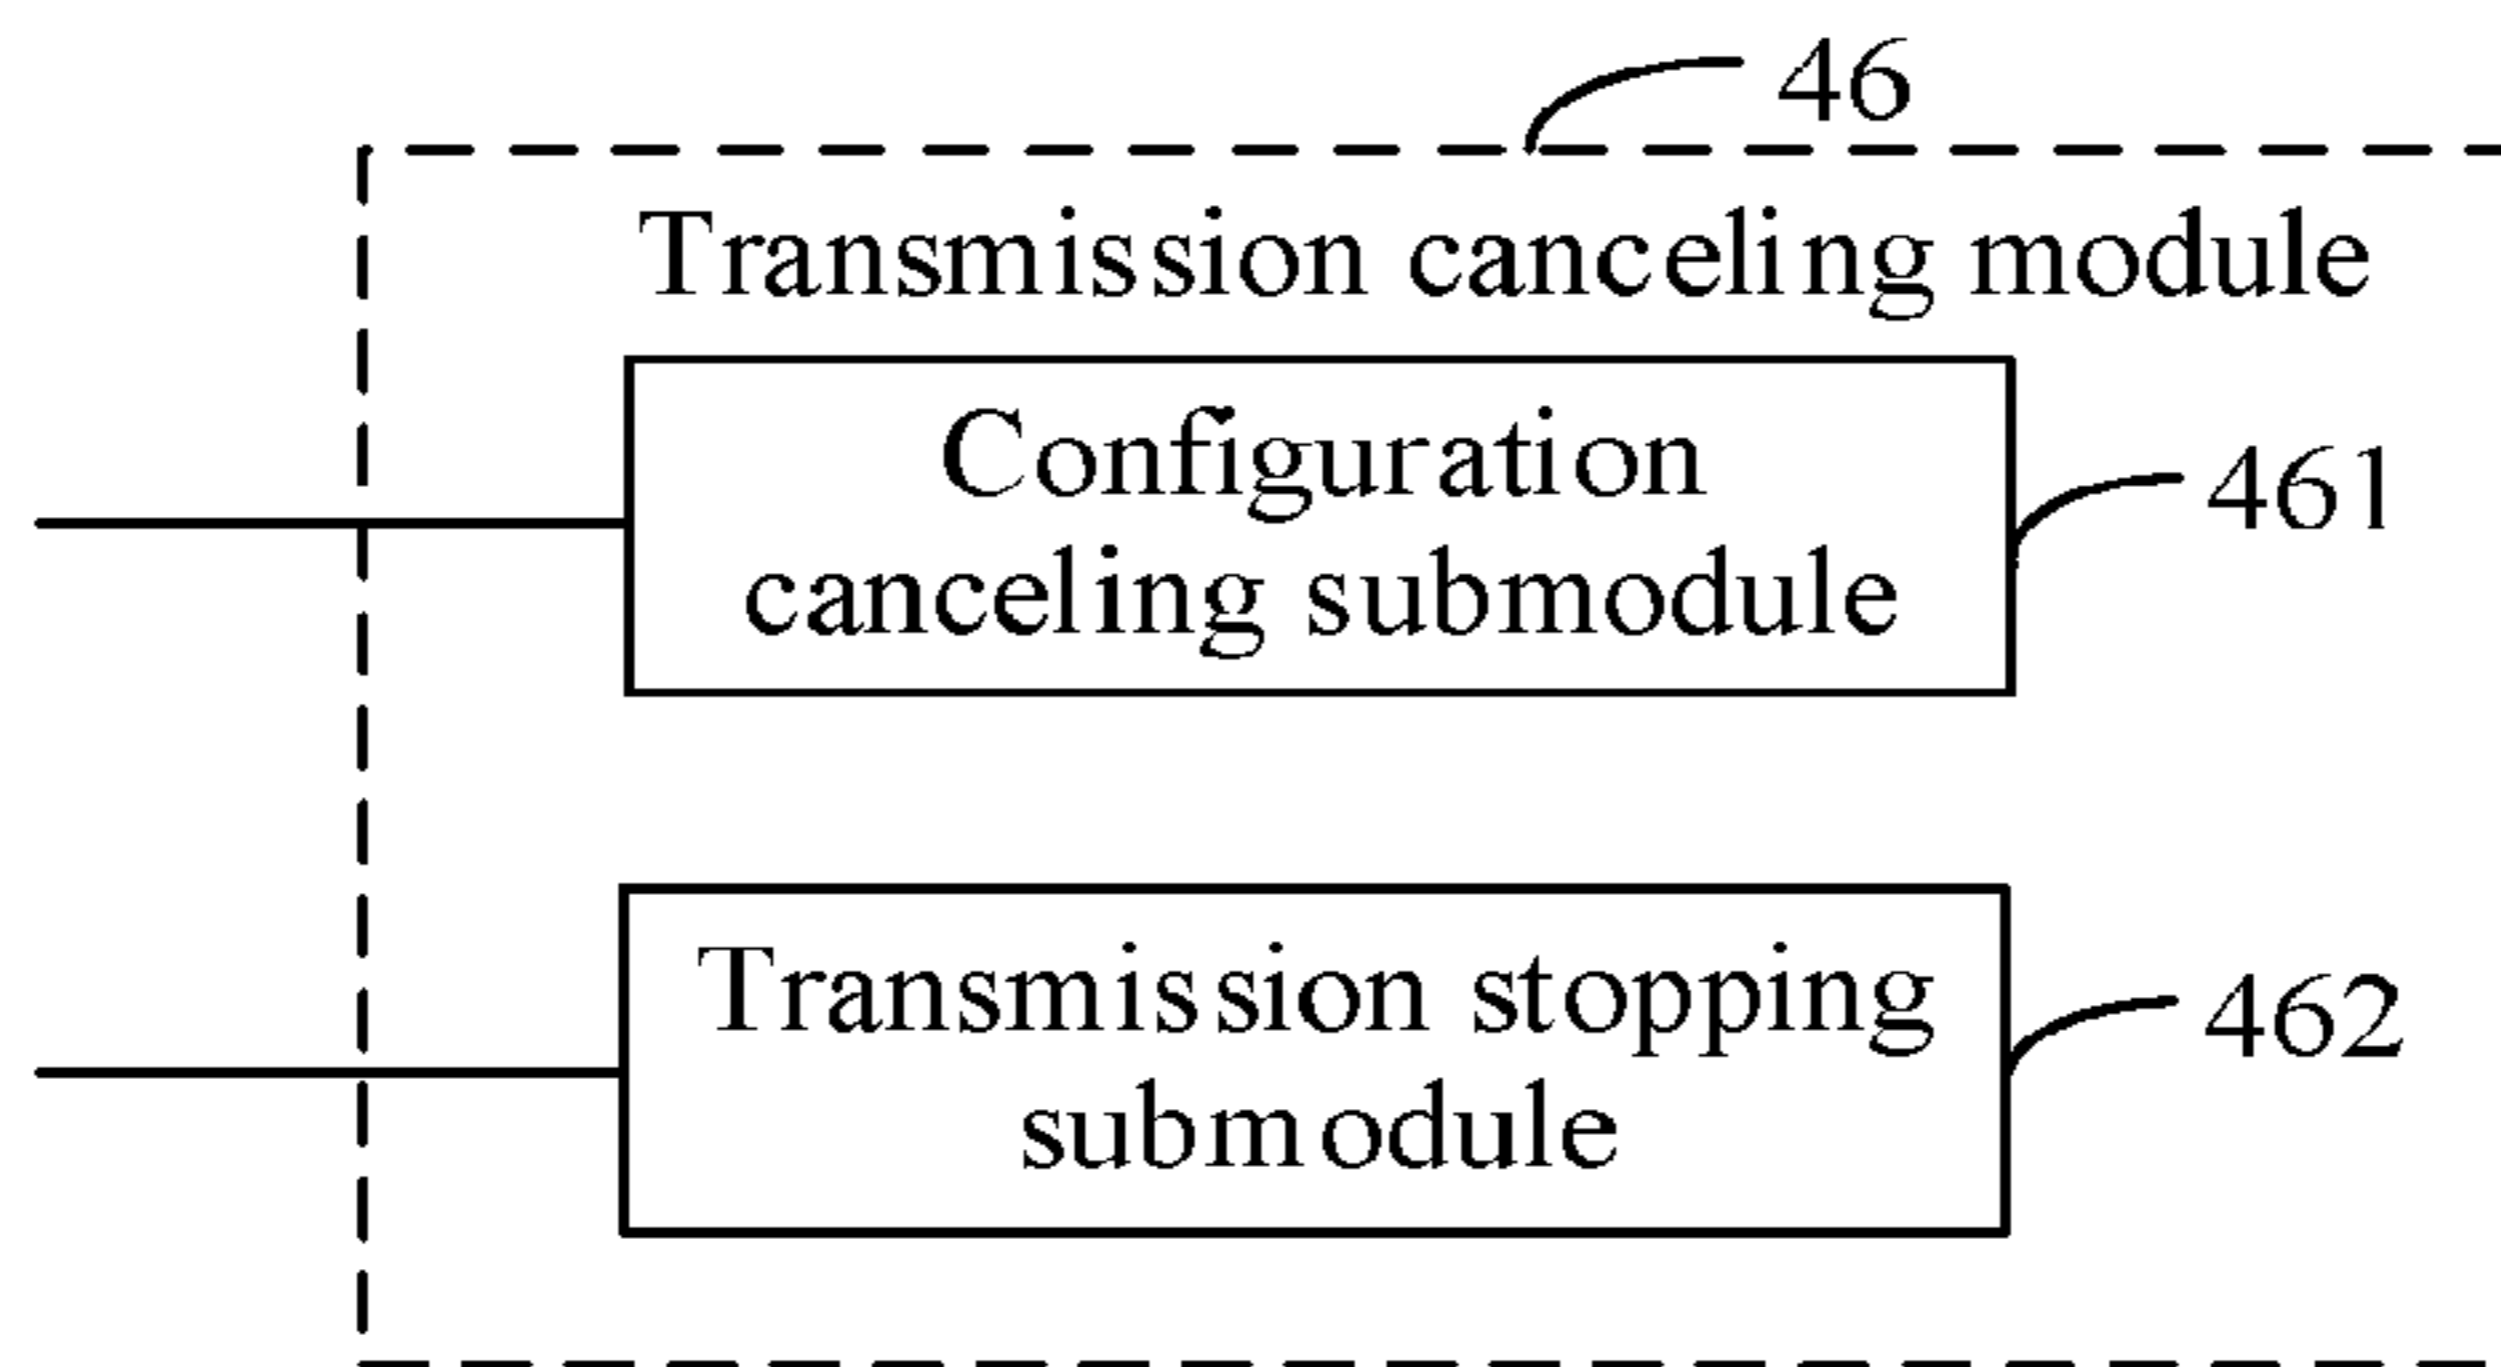 46
Transmission canceling module
Configuration
canceling submodule
461
Transmission stopping
submodule
462